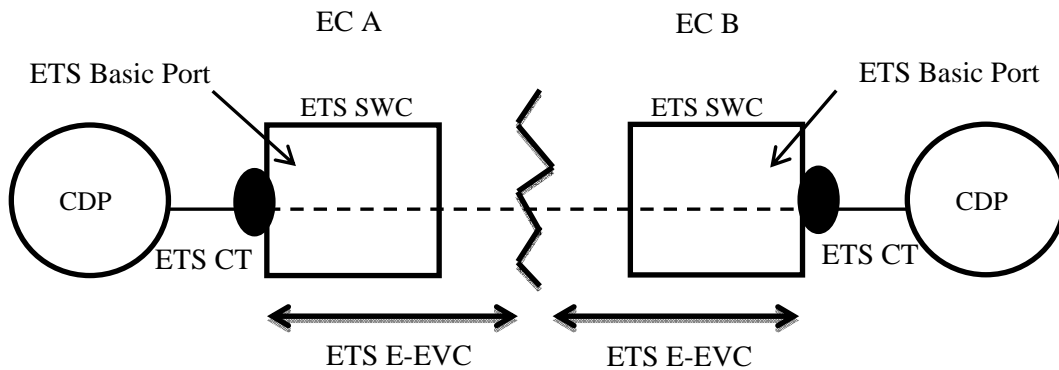 EC A
EC B
ETS Basic Port
ETS Basic Port
ETS SWC
ETS SWC
CDP
CDP
ETS CT
ETS CT
ETS E-EVC
ETS E-EVC